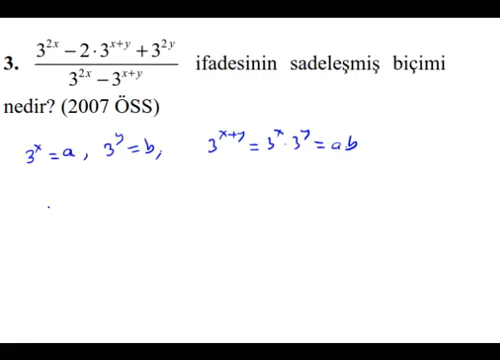 3. \frac{3^{2x} - 2 \cdot 3^{x+y} + 3^{2y}}{3^{2x} - 3^{x+y}} ifadesinin sadeleşmiş biçimi
nedir? (2007 ÖSS)
3^x = a , 3^y = b, 3^{x+y} = 3^x \cdot 3^y = ab